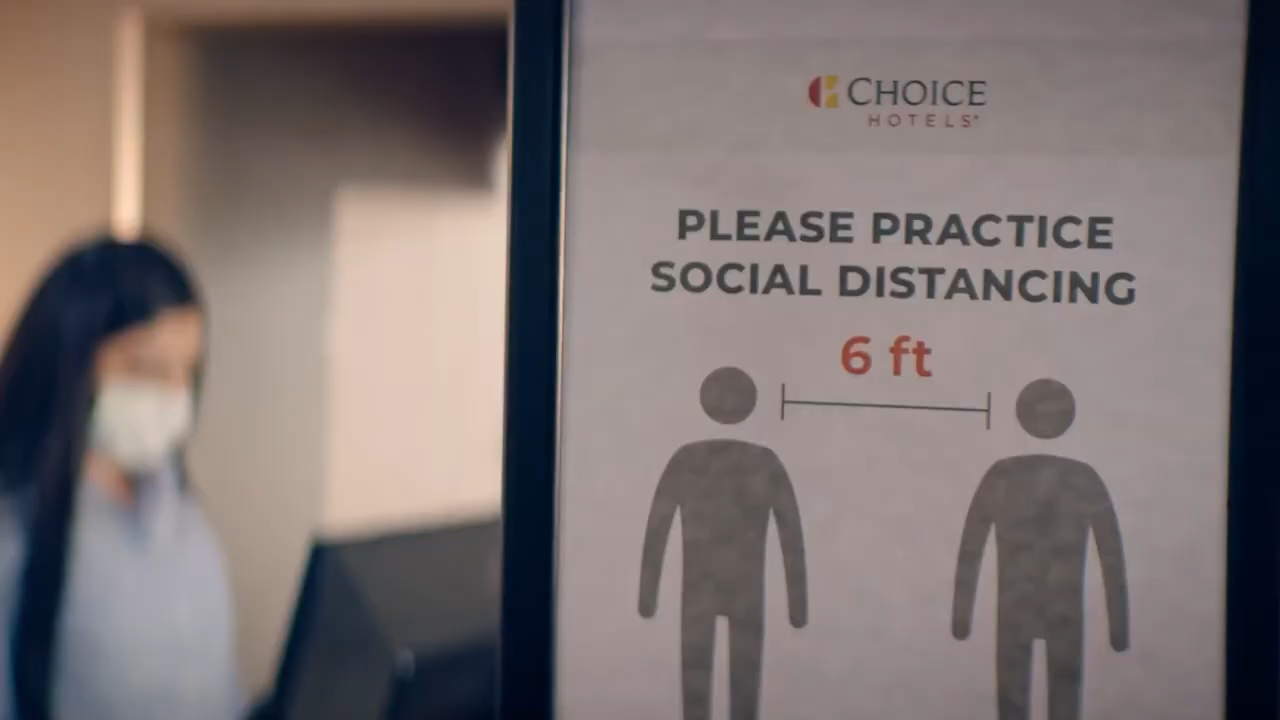 CHOICE
HOTELS®
PLEASE PRACTICE
SOCIAL DISTANCING
6 ft